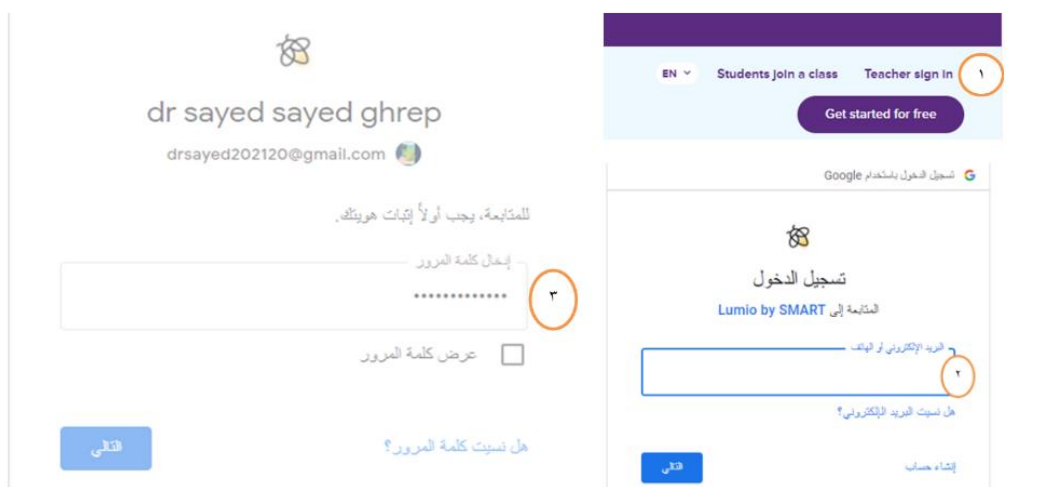 EN Students join a class Teacher sign in ١
Get started for free
تسجيل الدخول باستخدام Google
تسجيل الدخول
المتابعة إلى Lumio by SMART
البريد الإلكتروني أو الهاتف
٢
هل نسيت البريد الإلكتروني؟
إنشاء حساب
التالي
dr sayed sayed ghrep
drsayed202120@gmail.com
للمتابعة، يجب أولاً إثبات هويتك.
إدخال كلمة المرور
••••••••••••• ٣
عرض كلمة المرور
هل نسيت كلمة المرور؟
التالي